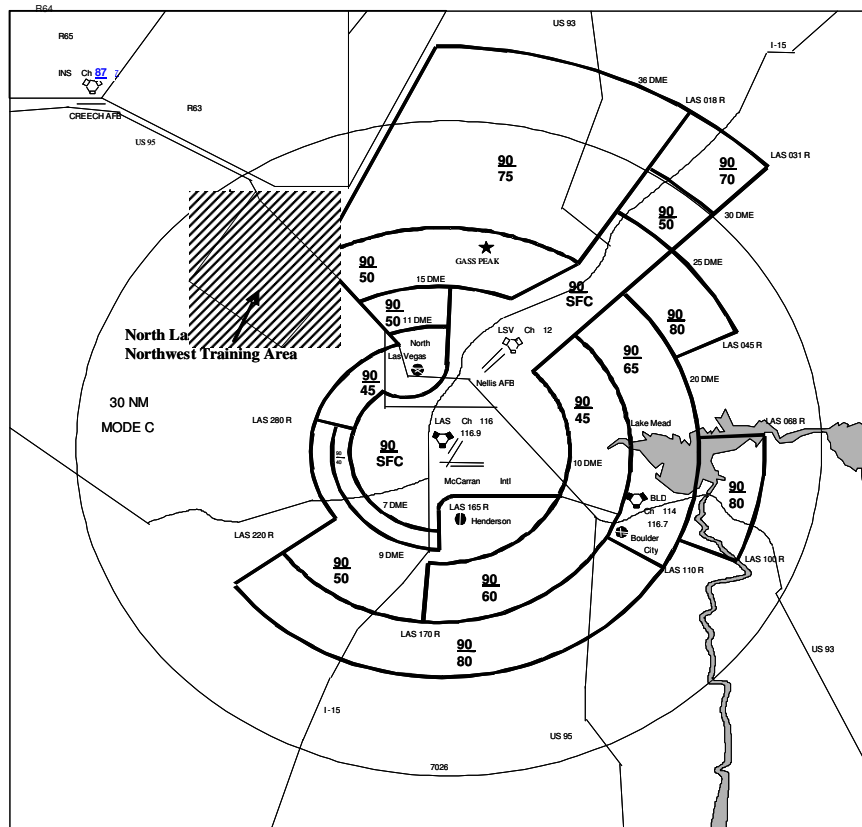 R64
US 93
R65
I-15
INS Ch 87
36 DME
LAS 018 R
R63
CREECH AFB
US 95
LAS 031 R
90
75
90
70
90
50
30 DME
GASS PEAK
90
50
25 DME
15 DME
90
SFC
90
50
11 DME
90
80
North La
Northwest Training Area
North
Las Vegas
LSV Ch 12
LAS 045 R
90
65
90
45
Nellis AFB
20 DME
30 NM
MODE C
90
45
LAS 280 R
LAS Ch 116
116.9
Lake Mead
LAS 068 R
90
SFC
10 DME
McCarran Intl
90
80
7 DME
LAS 165 R
Henderson
BLD
Ch 114
116.7
Boulder
City
LAS 220 R
9 DME
90
50
90
60
LAS 110 R
LAS 100 R
LAS 170 R
90
80
US 93
I-15
US 95
7026